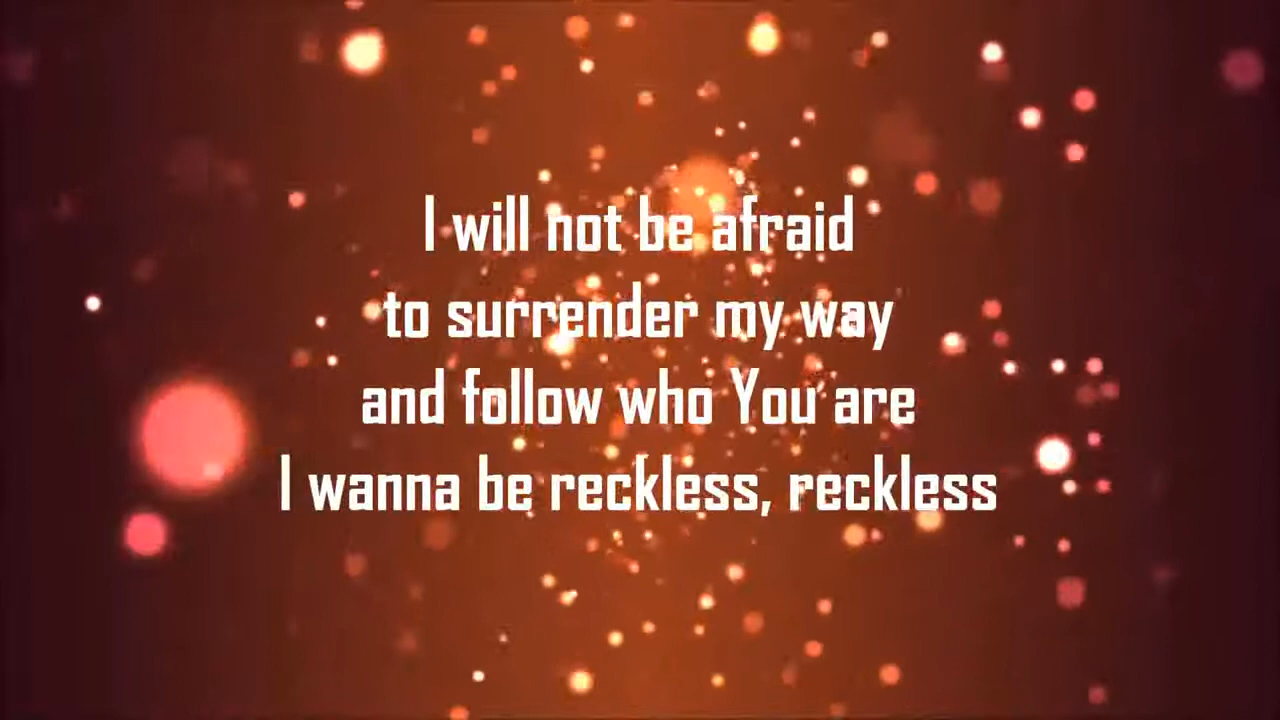 I will not be afraid
to surrender my way
and follow who You are
I wanna be reckless, reckless